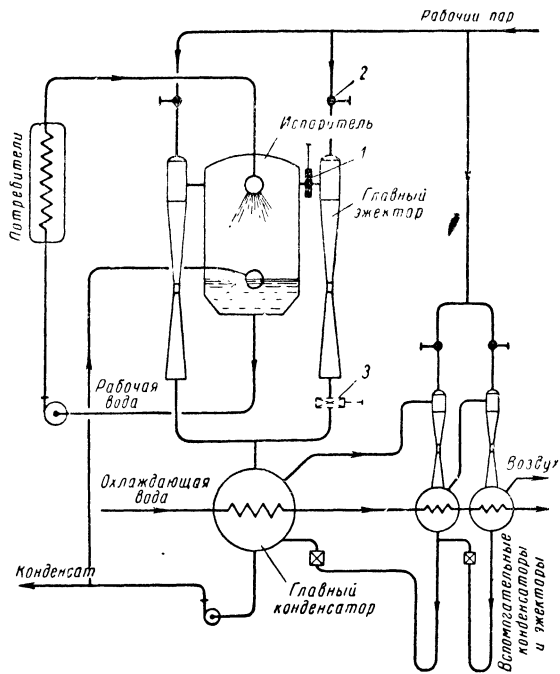 Рабочий пар
2
Испаритель
1
Потребители
Главный
эжектор
Рабочая
вода
3
Воздух
Охлаждающая
вода
Конденсат
Главный
конденсатор
Вспомогательные
конденсаторы
и эжекторы